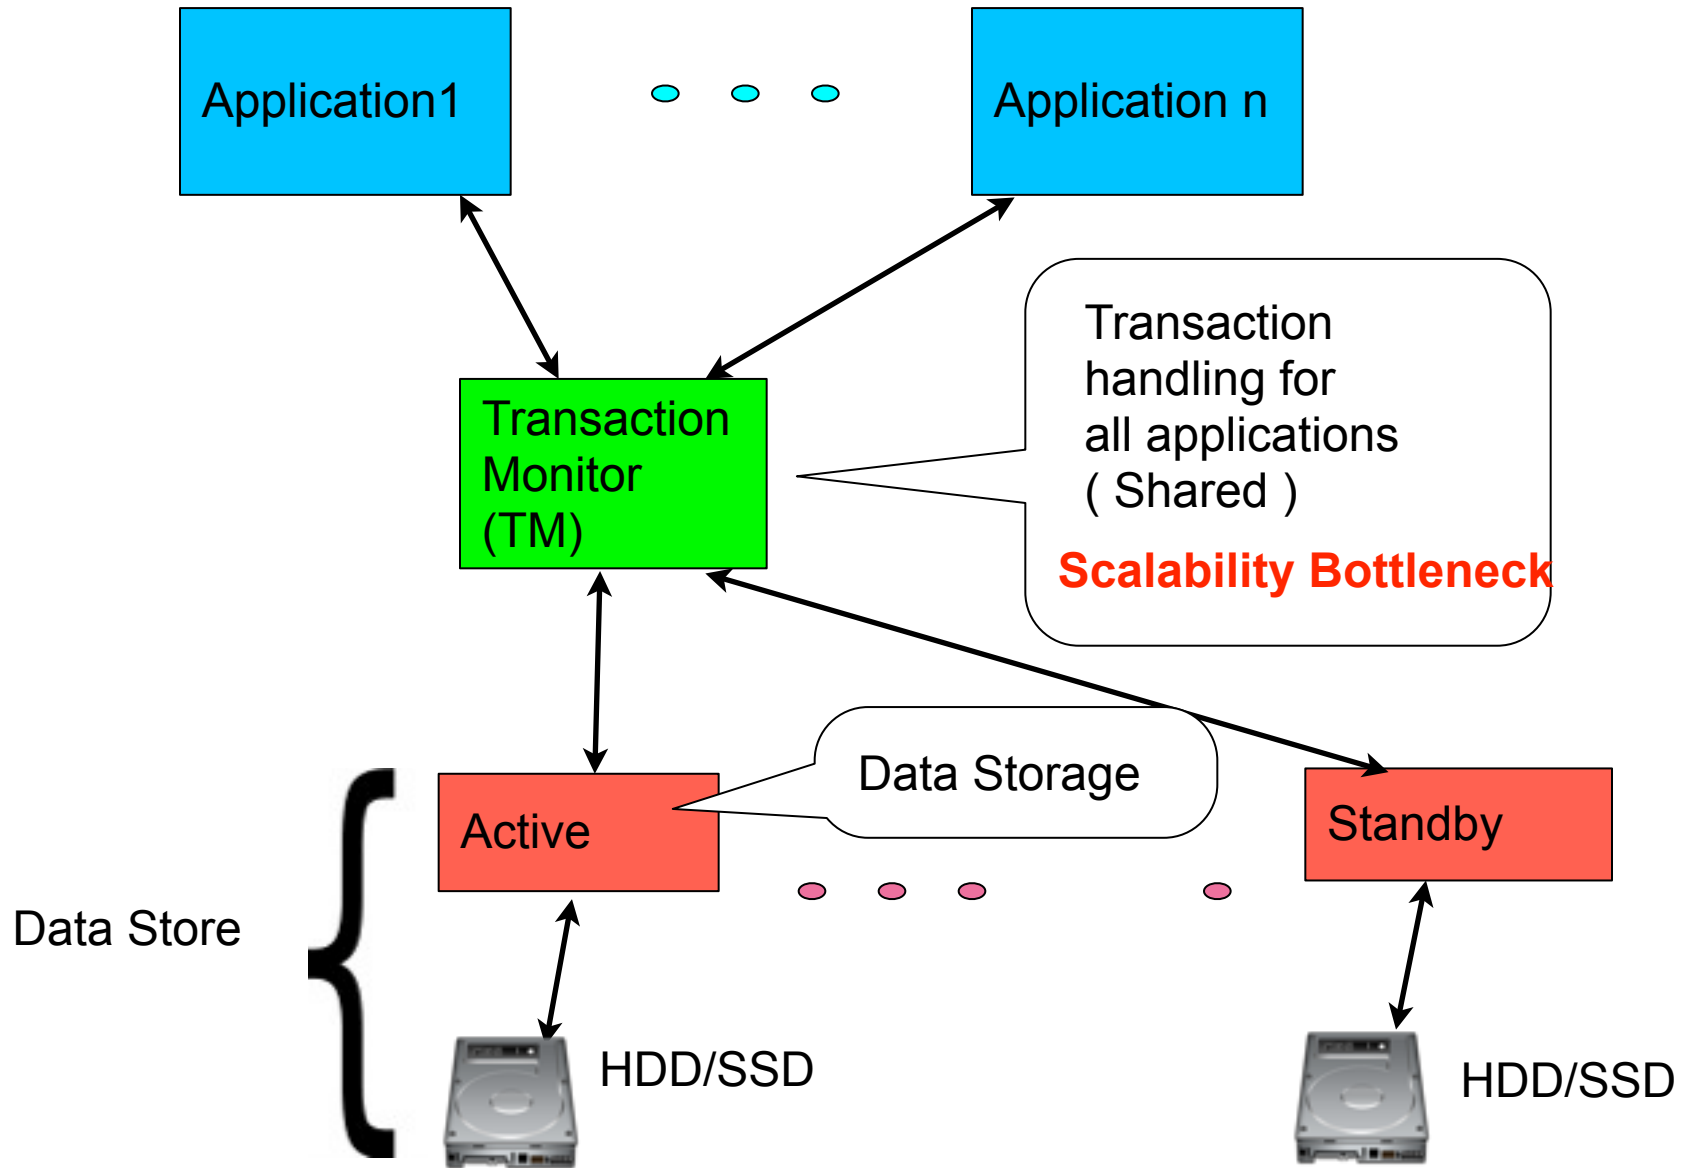 Application1
Application n
Transaction
handling for
all applications
( Shared )
Scalability Bottleneck
Transaction
Monitor
(TM)
Data Storage
Active
Standby
Data Store
HDD/SSD
HDD/SSD